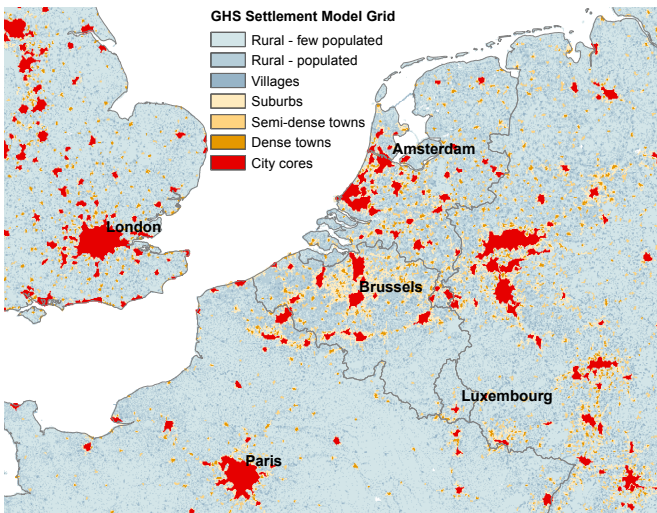 GHS Settlement Model Grid
Rural - few populated
Rural - populated
Villages
Suburbs
Semi-dense towns
Dense towns
City cores
Amsterdam
London
Brussels
Luxembourg
Paris